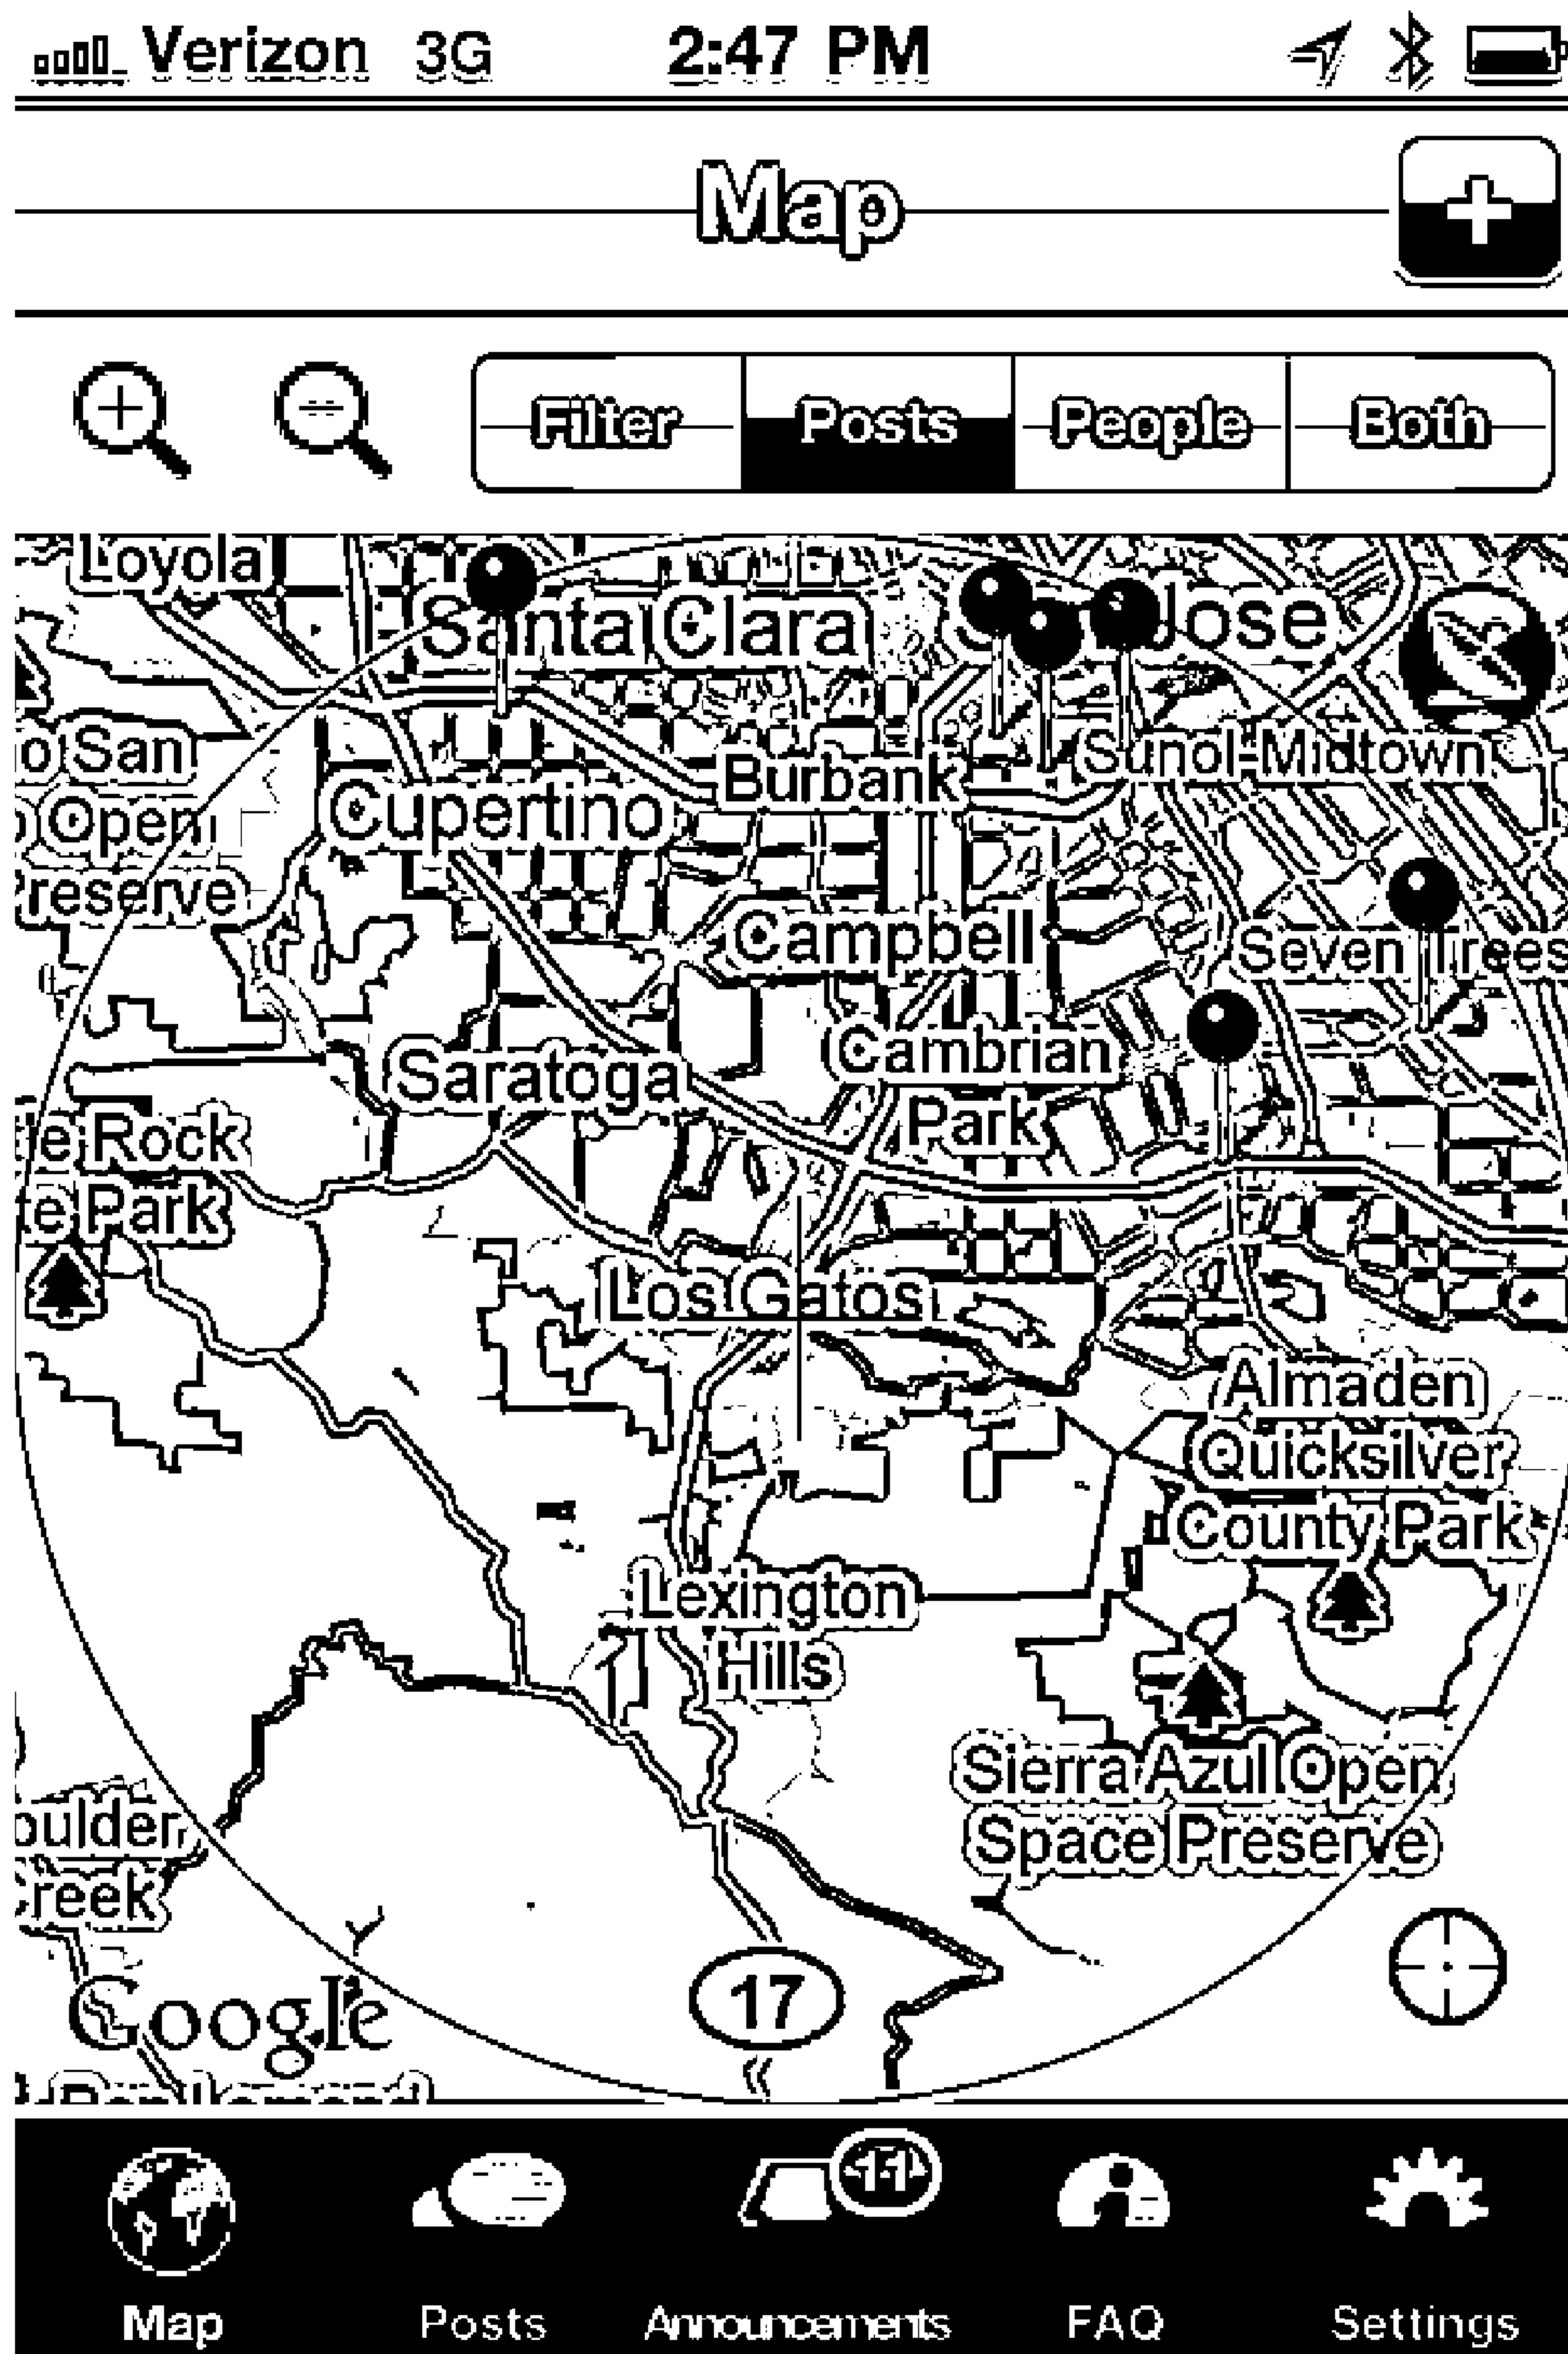 Verizon 3G 2:47 PM
Map
Filter Posts People Both
Loyola
Santa Clara
Jose
o San
Open
reserve
Burbank
Sunol-Midtown
Cupertino
Campbell
Seven Trees
Saratoga
Cambrian
Park
e Rock
te Park
Los Gatos
Almaden
Quicksilver
County Park
Lexington
Hills
Sierra Azul Open
Space Preserve
oulder
reek
17
Google
11
Map Posts Announcements FAQ Settings